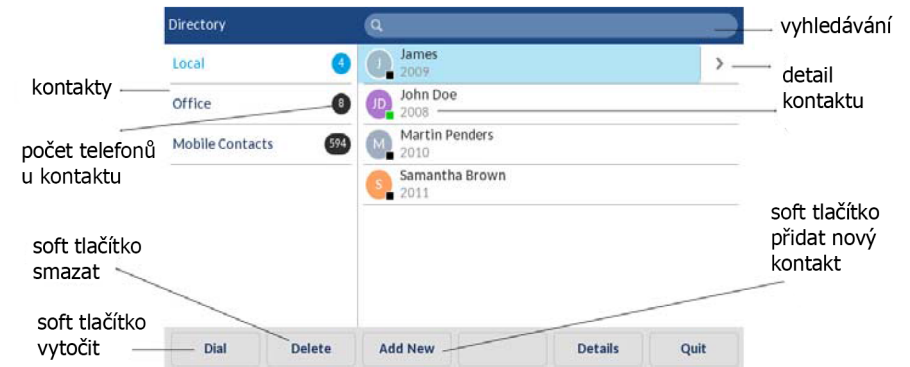 Directory
vyhledávání
kontakty
Local 4
Office 8
Mobile Contacts 594
počet telefonů
u kontaktu
J James
2009
JD John Doe
2008
M Martin Penders
2010
S Samantha Brown
2011
detail
kontaktu
soft tlačítko
smazat
soft tlačítko
vytočit
soft tlačítko
přidat nový
kontakt
Dial Delete Add New Details Quit